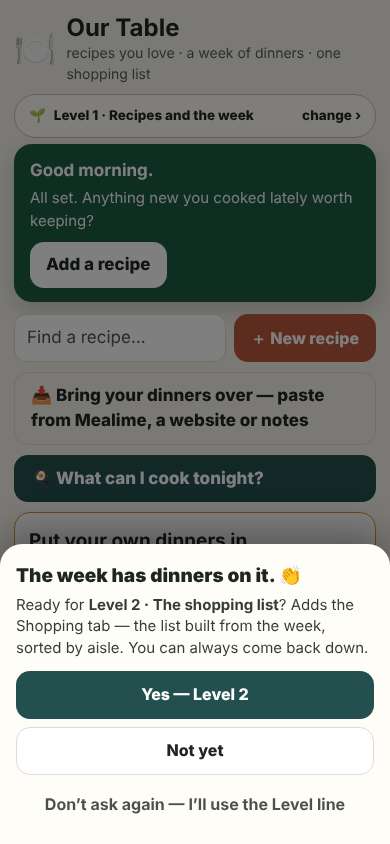 Our Table
recipes you love · a week of dinners · one
shopping list
Level 1 · Recipes and the week
change ›
Good morning.
All set. Anything new you cooked lately worth
keeping?
Add a recipe
Find a recipe...
+ New recipe
Bring your dinners over — paste
from Mealime, a website or notes
What can I cook tonight?
Put your own dinners in
The week has dinners on it. 👏
Ready for Level 2 · The shopping list? Adds the
Shopping tab — the list built from the week,
sorted by aisle. You can always come back down.
Yes — Level 2
Not yet
Don’t ask again — I’ll use the Level line